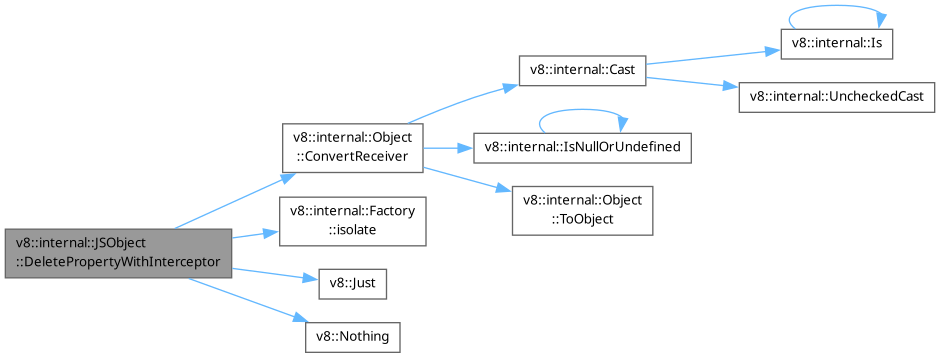 v8::internal::Is
v8::internal::Cast
v8::internal::UncheckedCast
v8::internal::Object
::ConvertReceiver
v8::internal::IsNullOrUndefined
v8::internal::Object
::ToObject
v8::internal::Factory
::isolate
v8::internal::JSObject
::DeletePropertyWithInterceptor
v8::Just
v8::Nothing